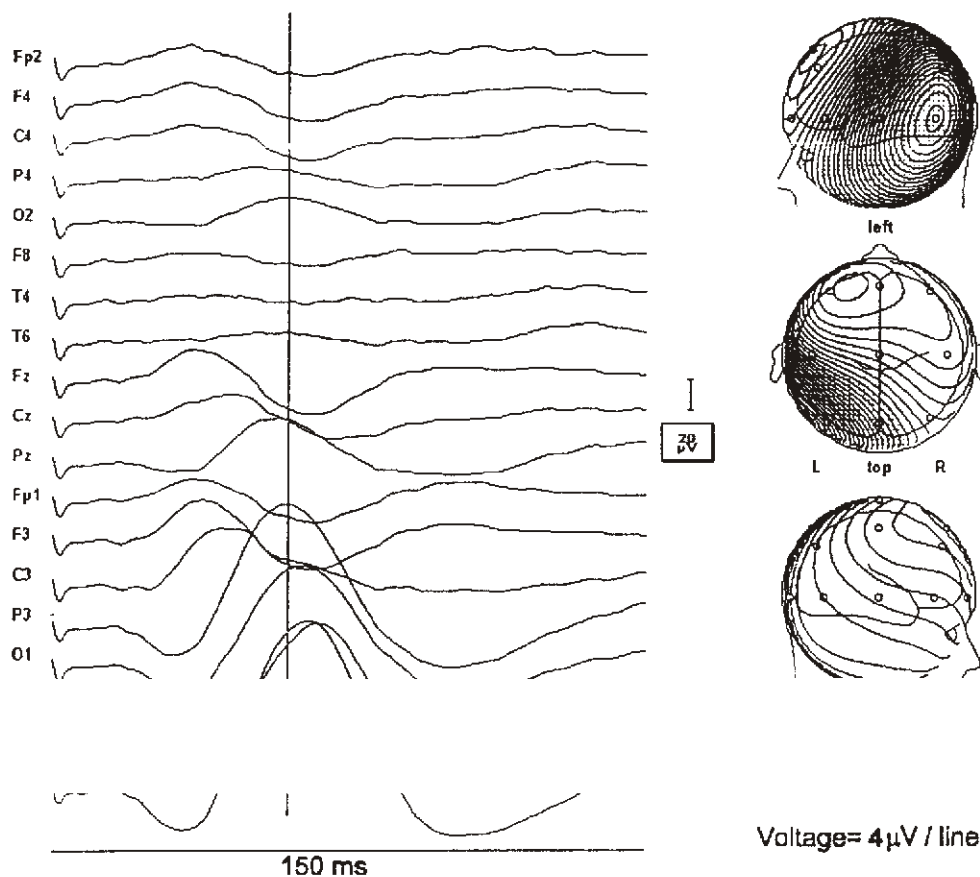 Fp2
F4
C4
P4
O2
F8
T4
T6
Fz
Cz
Pz
Fp1
F3
C3
P3
O1
20
µV
left
L top R
150 ms
Voltage= 4µV / line